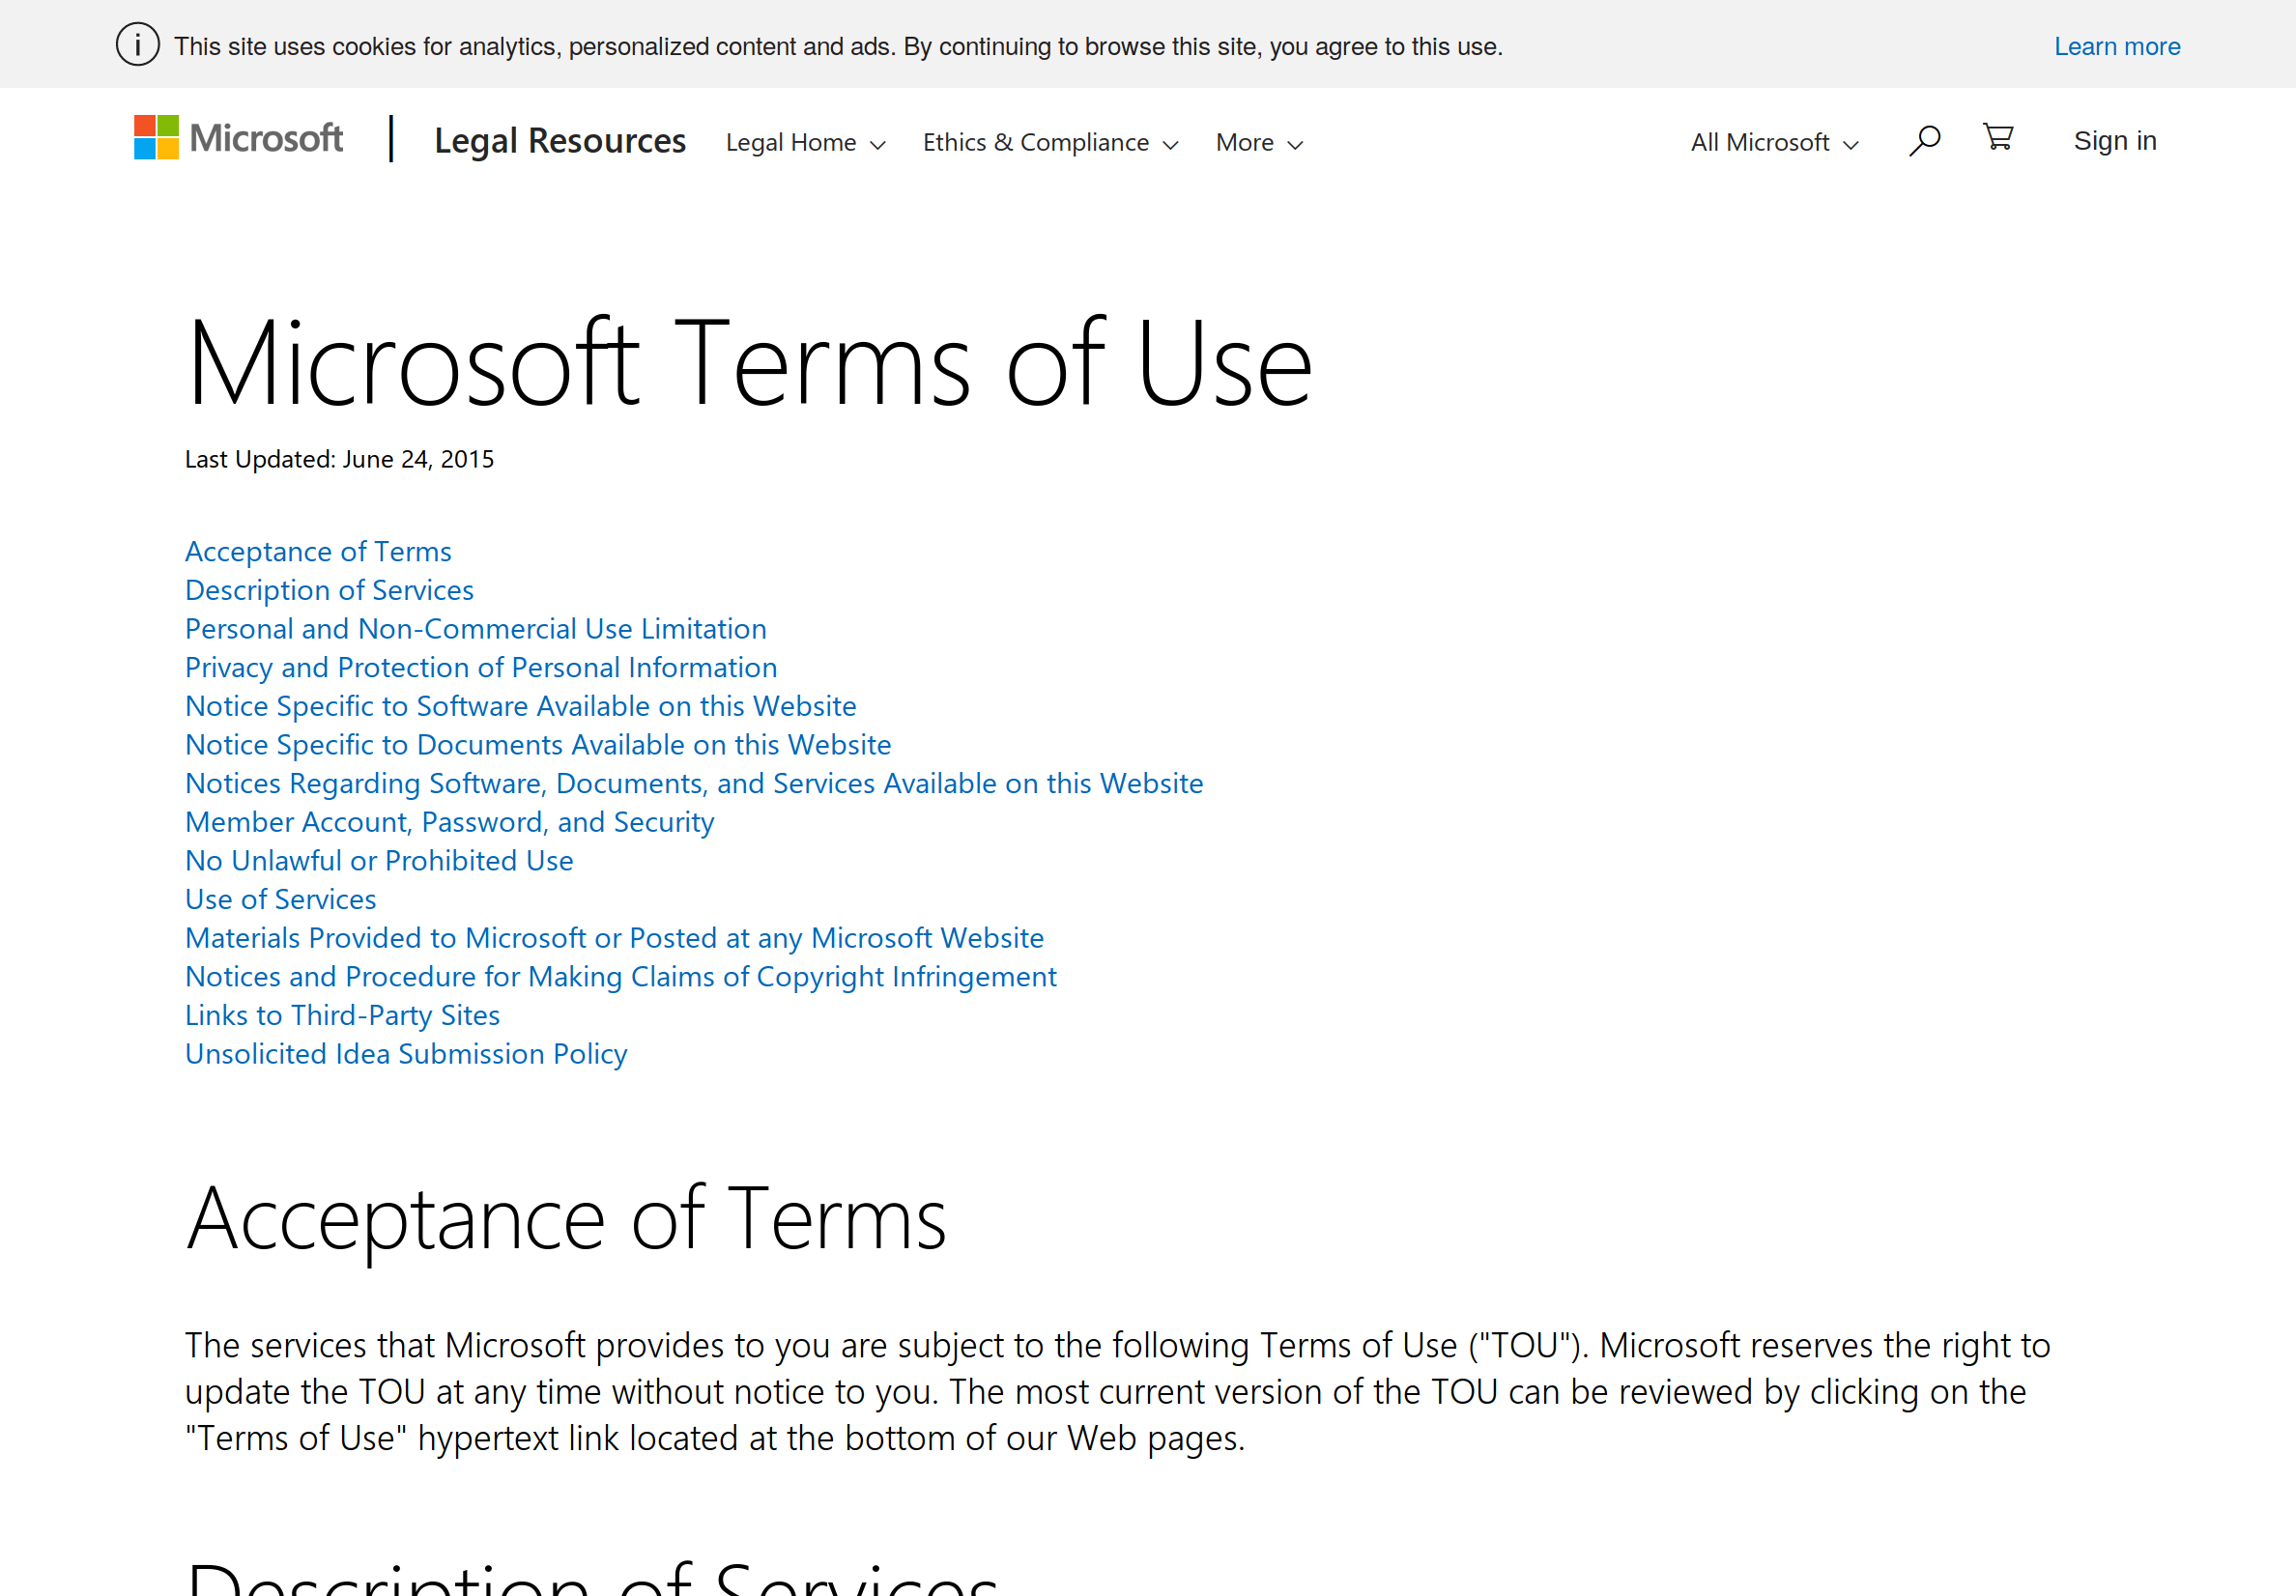 This site uses cookies for analytics, personalized content and ads. By continuing to browse this site, you agree to this use. Learn more
Microsoft | Legal Resources Legal Home Ethics & Compliance More All Microsoft Sign in
Microsoft Terms of Use
Last Updated: June 24, 2015
Acceptance of Terms
Description of Services
Personal and Non-Commercial Use Limitation
Privacy and Protection of Personal Information
Notice Specific to Software Available on this Website
Notice Specific to Documents Available on this Website
Notices Regarding Software, Documents, and Services Available on this Website
Member Account, Password, and Security
No Unlawful or Prohibited Use
Use of Services
Materials Provided to Microsoft or Posted at any Microsoft Website
Notices and Procedure for Making Claims of Copyright Infringement
Links to Third-Party Sites
Unsolicited Idea Submission Policy
Acceptance of Terms
The services that Microsoft provides to you are subject to the following Terms of Use ("TOU"). Microsoft reserves the right to
update the TOU at any time without notice to you. The most current version of the TOU can be reviewed by clicking on the
"Terms of Use" hypertext link located at the bottom of our Web pages.
Description of Services